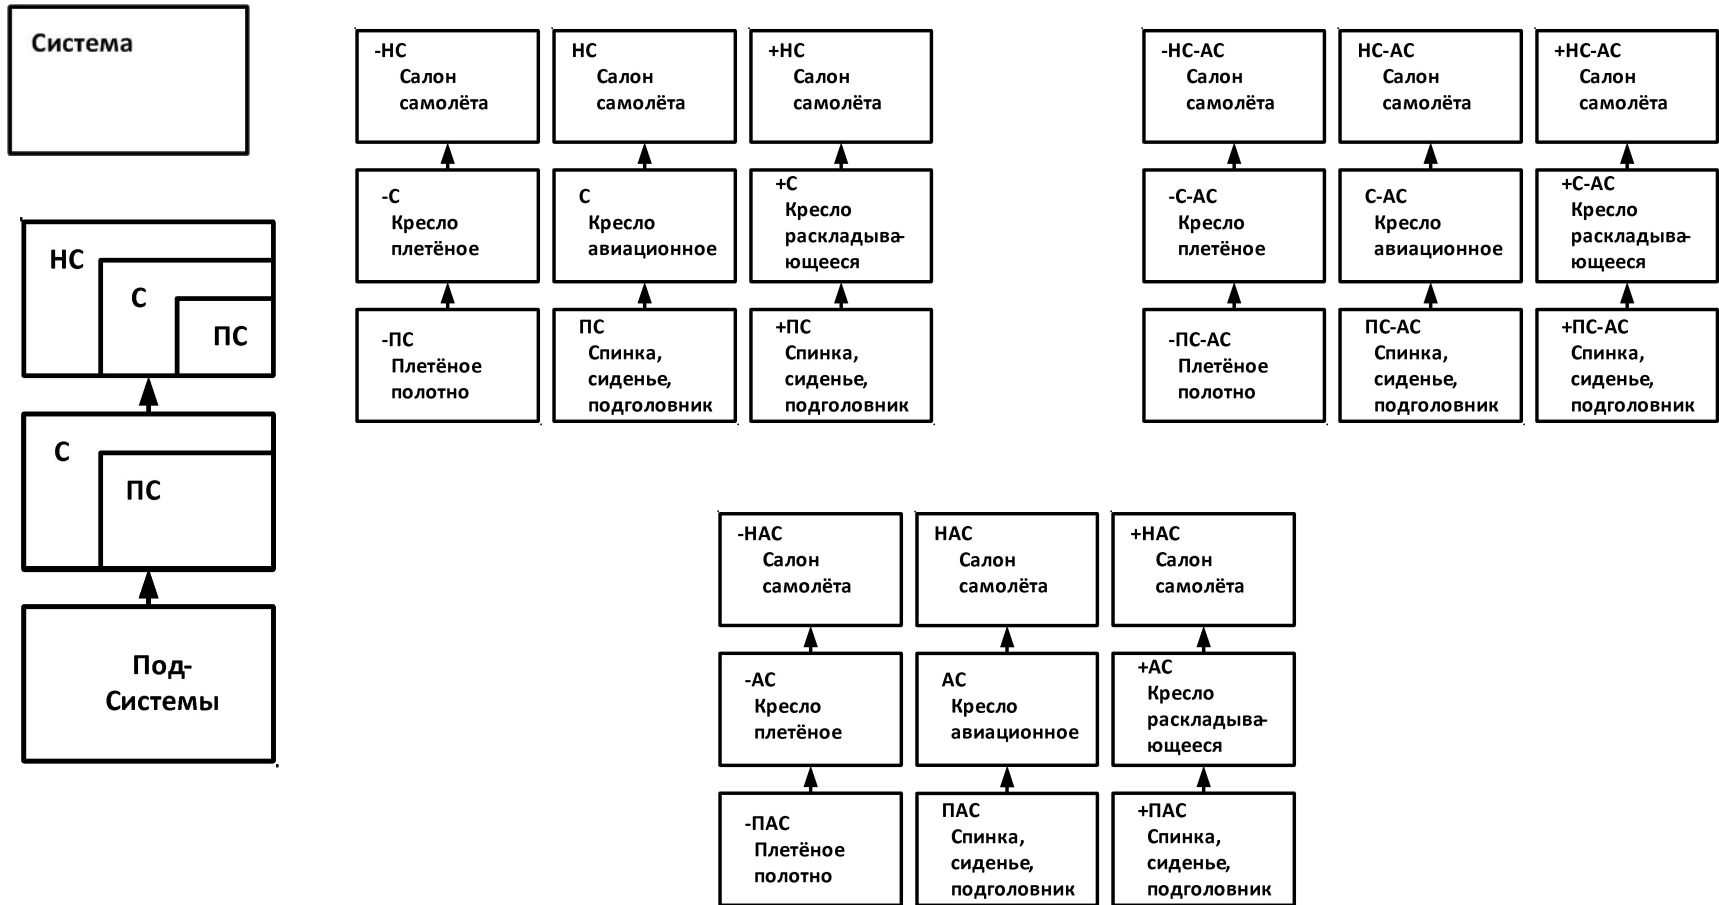 Система
НС
С
ПС
С
ПС
Под-
Системы
-НС
Салон
самолёта
НС
Салон
самолёта
+НС
Салон
самолёта
-С
Кресло
плетёное
С
Кресло
авиационное
+С
Кресло
раскладыва-
ющееся
-ПС
Плетёное
полотно
ПС
Спинка,
сиденье,
подголовник
+ПС
Спинка,
сиденье,
подголовник
-НС-АС
Салон
самолёта
НС-АС
Салон
самолёта
+НС-АС
Салон
самолёта
-С-АС
Кресло
плетёное
С-АС
Кресло
авиационное
+С-АС
Кресло
раскладыва-
ющееся
-ПС-АС
Плетёное
полотно
ПС-АС
Спинка,
сиденье,
подголовник
+ПС-АС
Спинка,
сиденье,
подголовник
-НАС
Салон
самолёта
НАС
Салон
самолёта
+НАС
Салон
самолёта
-АС
Кресло
плетёное
АС
Кресло
авиационное
+АС
Кресло
раскладыва-
ющееся
-ПАС
Плетёное
полотно
ПАС
Спинка,
сиденье,
подголовник
+ПАС
Спинка,
сиденье,
подголовник